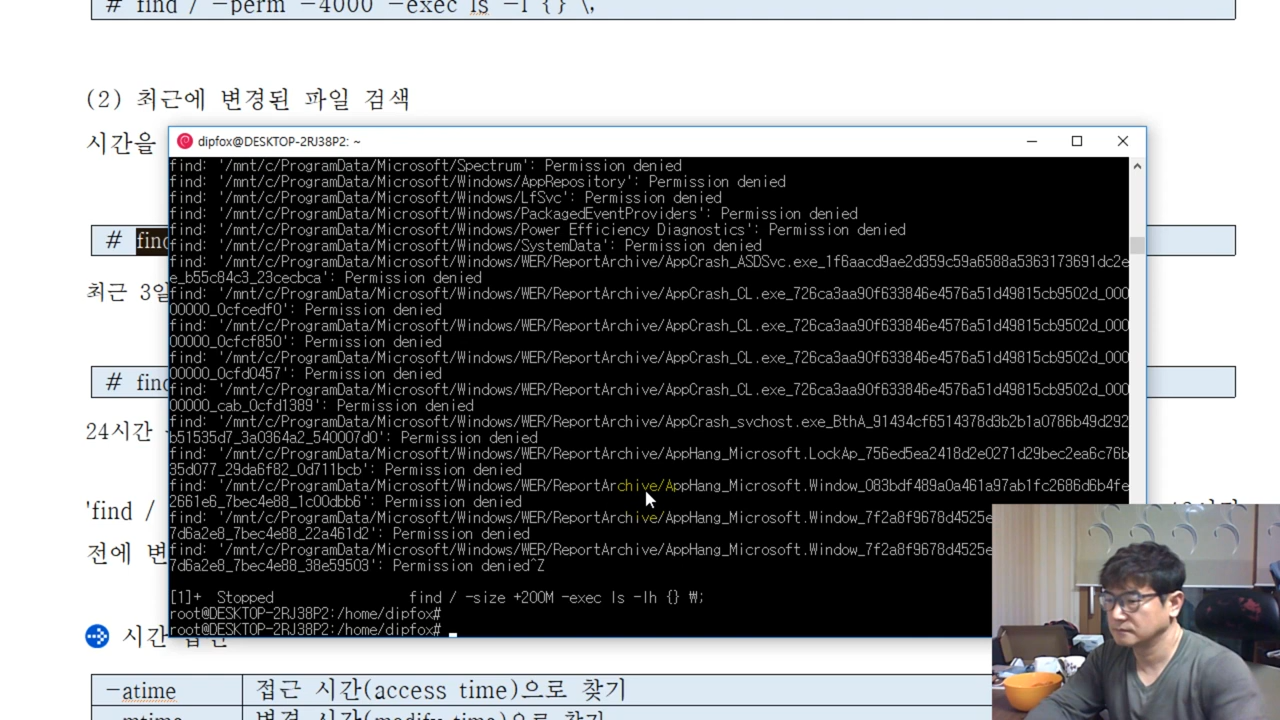 # find / -perm -4000 -exec ls -l {} \;
(2) 최근에 변경된 파일 검색
시간을
dipfox@DESKTOP-2RJ38P2: ~
find: '/mnt/c/ProgramData/Microsoft/Spectrum': Permission denied
find: '/mnt/c/ProgramData/Microsoft/Windows/AppRepository': Permission denied
find: '/mnt/c/ProgramData/Microsoft/Windows/LfSvc': Permission denied
find: '/mnt/c/ProgramData/Microsoft/Windows/PackagedEventProviders': Permission denied
find: '/mnt/c/ProgramData/Microsoft/Windows/Power Efficiency Diagnostics': Permission denied
find: '/mnt/c/ProgramData/Microsoft/Windows/SystemData': Permission denied
find: '/mnt/c/ProgramData/Microsoft/Windows/WER/ReportArchive/AppCrash_ASDSvc.exe_1f6aacd9ae2d359c59a6588a5363173691dc2e
e_b55c84c3_23cecbca': Permission denied
find: '/mnt/c/ProgramData/Microsoft/Windows/WER/ReportArchive/AppCrash_CL.exe_726ca3aa90f633846e4576a51d49815cb9502d_000
00000_0cfcedf0': Permission denied
find: '/mnt/c/ProgramData/Microsoft/Windows/WER/ReportArchive/AppCrash_CL.exe_726ca3aa90f633846e4576a51d49815cb9502d_000
00000_0cfcf850': Permission denied
find: '/mnt/c/ProgramData/Microsoft/Windows/WER/ReportArchive/AppCrash_CL.exe_726ca3aa90f633846e4576a51d49815cb9502d_000
00000_0cfd0457': Permission denied
find: '/mnt/c/ProgramData/Microsoft/Windows/WER/ReportArchive/AppCrash_CL.exe_726ca3aa90f633846e4576a51d49815cb9502d_000
00000_cab_0cfd1389': Permission denied
find: '/mnt/c/ProgramData/Microsoft/Windows/WER/ReportArchive/AppCrash_svchost.exe_BthA_91434cf6514378d3b2b1a0786b49d292
b51535d7_3a0364a2_540007d0': Permission denied
find: '/mnt/c/ProgramData/Microsoft/Windows/WER/ReportArchive/AppHang_Microsoft.LockAp_756ed5ea2418d2e0271d29bec2ea6c76b
35d077_29da6f82_0d711bcb': Permission denied
find: '/mnt/c/ProgramData/Microsoft/Windows/WER/ReportArchive/AppHang_Microsoft.Window_083bdf489a0a461a97ab1fc2686d6b4fe
2661e6_7bec4e88_1c00dbb6': Permission denied
find: '/mnt/c/ProgramData/Microsoft/Windows/WER/ReportArchive/AppHang_Microsoft.Window_7f2a8f9678d4525e
7d6a2e8_7bec4e88_22a461d2': Permission denied
find: '/mnt/c/ProgramData/Microsoft/Windows/WER/ReportArchive/AppHang_Microsoft.Window_7f2a8f9678d4525e
7d6a2e8_7bec4e88_38e59503': Permission denied^Z
[1]+ Stopped find / -size +200M -exec ls -lh {} ₩;
root@DESKTOP-2RJ38P2:/home/dipfox#
root@DESKTOP-2RJ38P2:/home/dipfox#
# find
최근 3일
# find
24시간
'find /
전에 변
시간 옵션
-atime 접근 시간(access time)으로 찾기
-mtime 변경 시간(modify time)으로 찾기